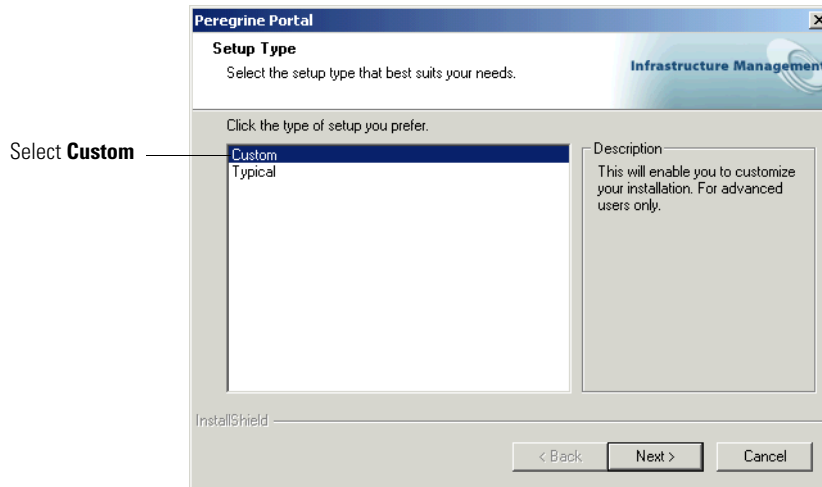 Peregrine Portal
Setup Type
Select the setup type that best suits your needs.
Infrastructure Management
Click the type of setup you prefer.
Select Custom
Custom
Typical
Description
This will enable you to customize
your installation. For advanced
users only.
InstallShield
< Back
Next >
Cancel